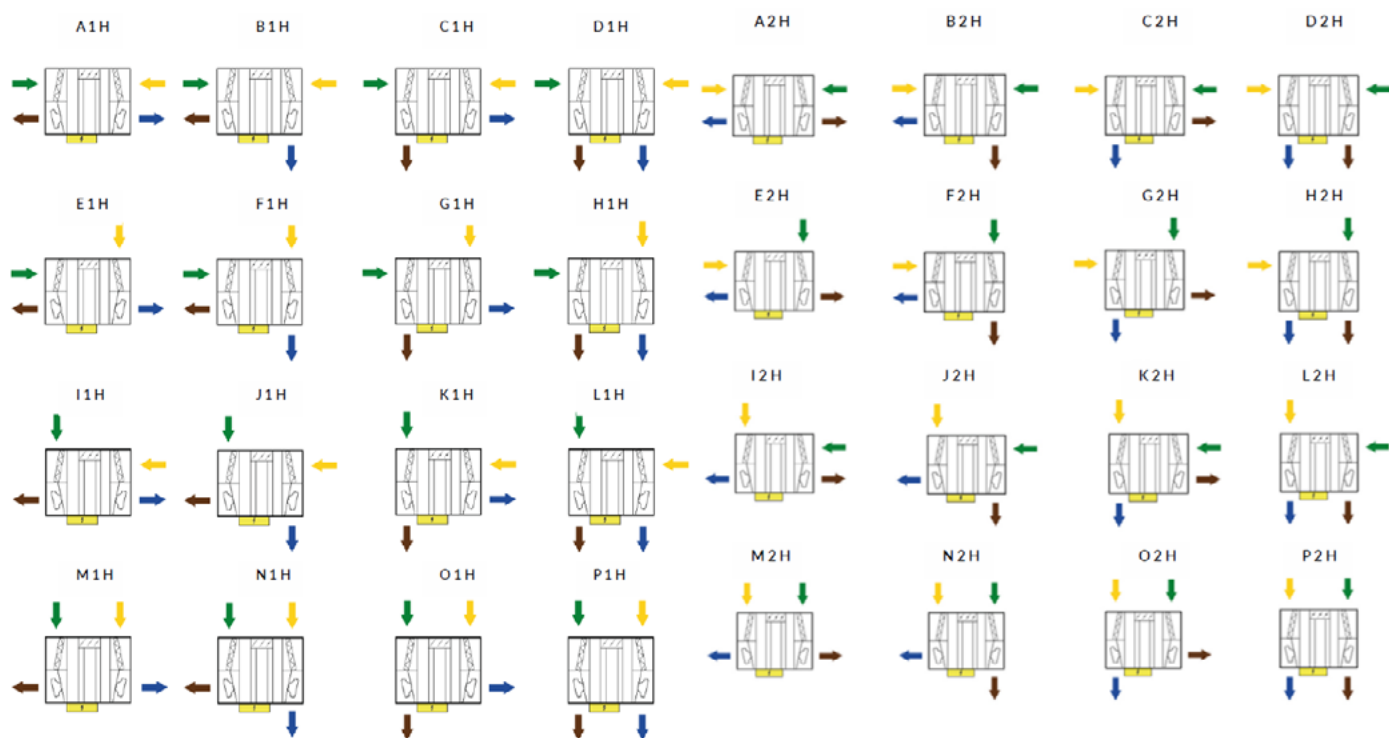 A1H B1H C1H D1H A2H B2H C2H D2H
E1H F1H G1H H1H E2H F2H G2H H2H
I1H J1H K1H L1H I2H J2H K2H L2H
M1H N1H O1H P1H M2H N2H O2H P2H